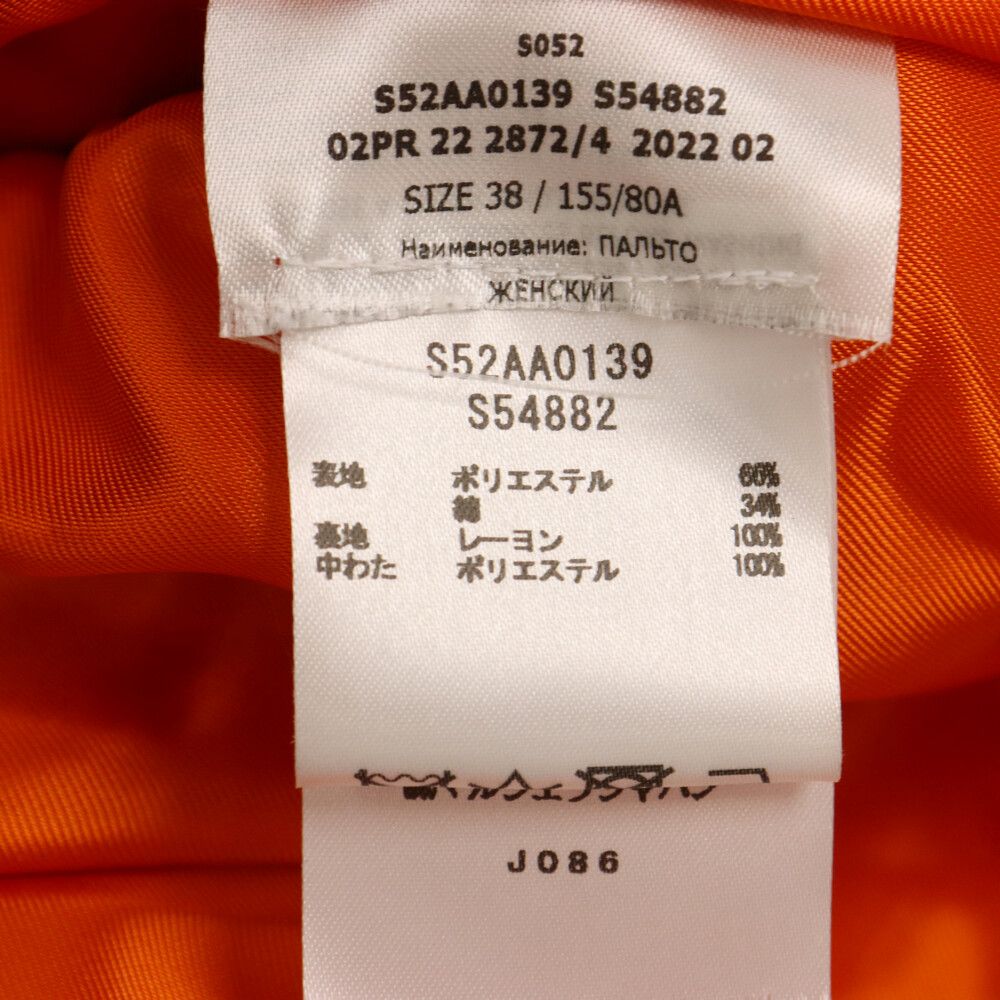 S052
S52AA0139 S54882
02PR 22 2872/4 2022 02
SIZE 38 / 155/80A
Наименование: ПАЛЬТО
ЖЕНСКИЙ
S52AA0139
S54882
表地 ポリエステル 66%
綿 34%
裏地 レーヨン 100%
中わた ポリエステル 100%
J086